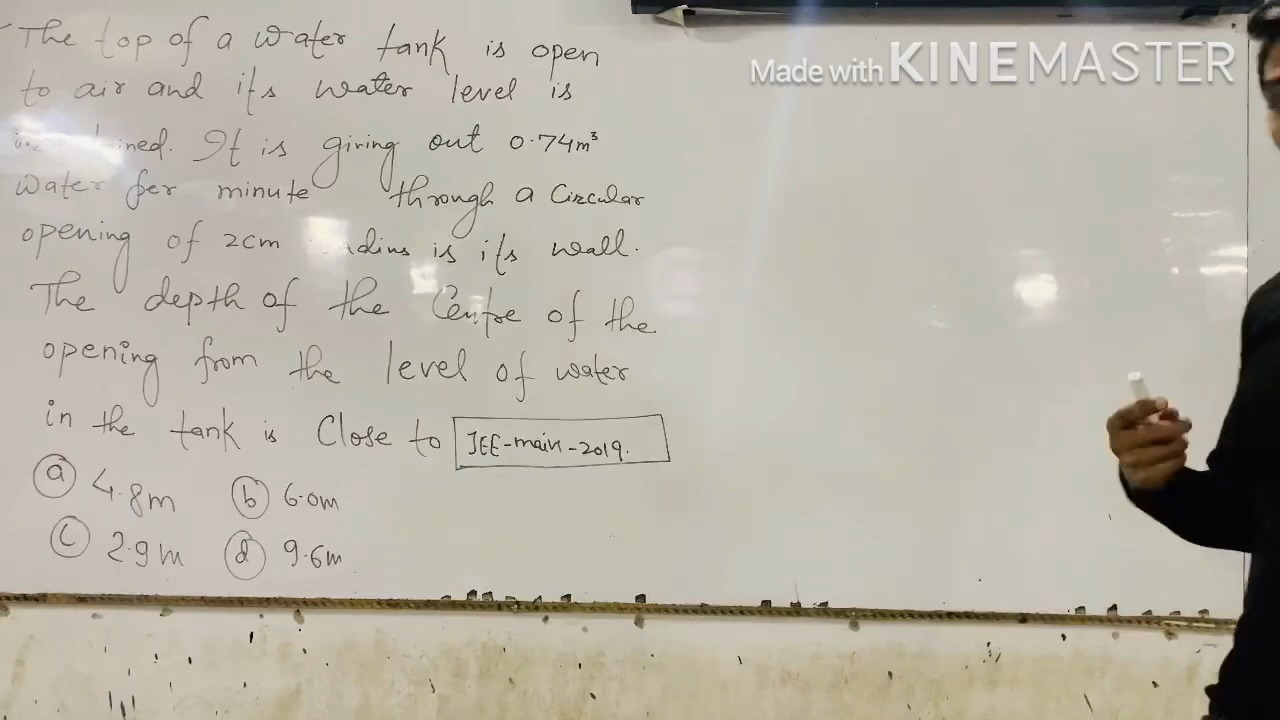 The top of a water tank is open
to air and its water level is
It is giving out 0.74m³
water per minute through a Circular
opening of 2cm is its wall.
The depth of the Centre of the
opening from the level of water
in the tank is Close to JEE-main-2019.
(a) 4.8m (b) 6.0m
(c) 2.9m (d) 9.6m
Made with KINEMASTER